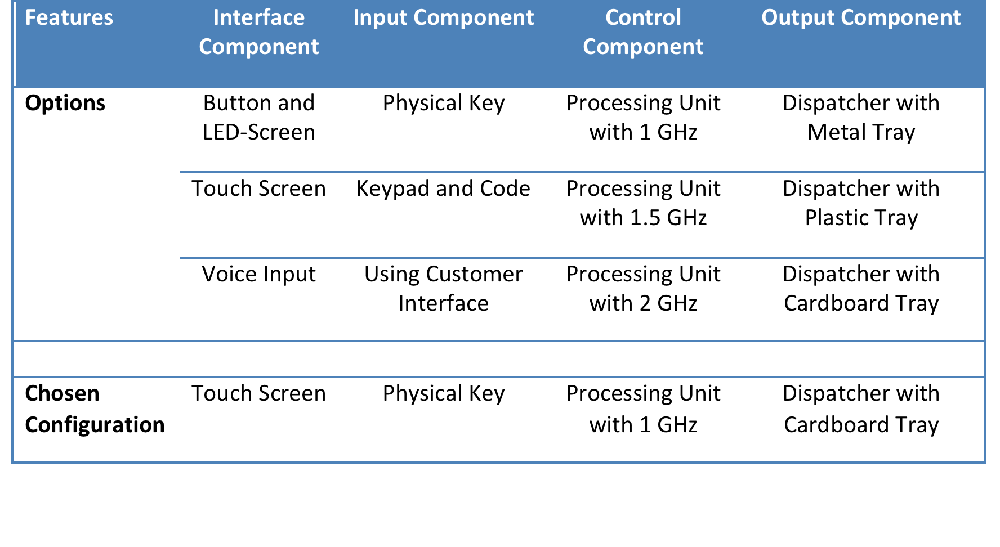 Features Interface Component Input Component Control Component Output Component
Options Button and LED-Screen Physical Key Processing Unit with 1 GHz Dispatcher with Metal Tray
Touch Screen Keypad and Code Processing Unit with 1.5 GHz Dispatcher with Plastic Tray
Voice Input Using Customer Interface Processing Unit with 2 GHz Dispatcher with Cardboard Tray
Chosen Configuration Touch Screen Physical Key Processing Unit with 1 GHz Dispatcher with Cardboard Tray